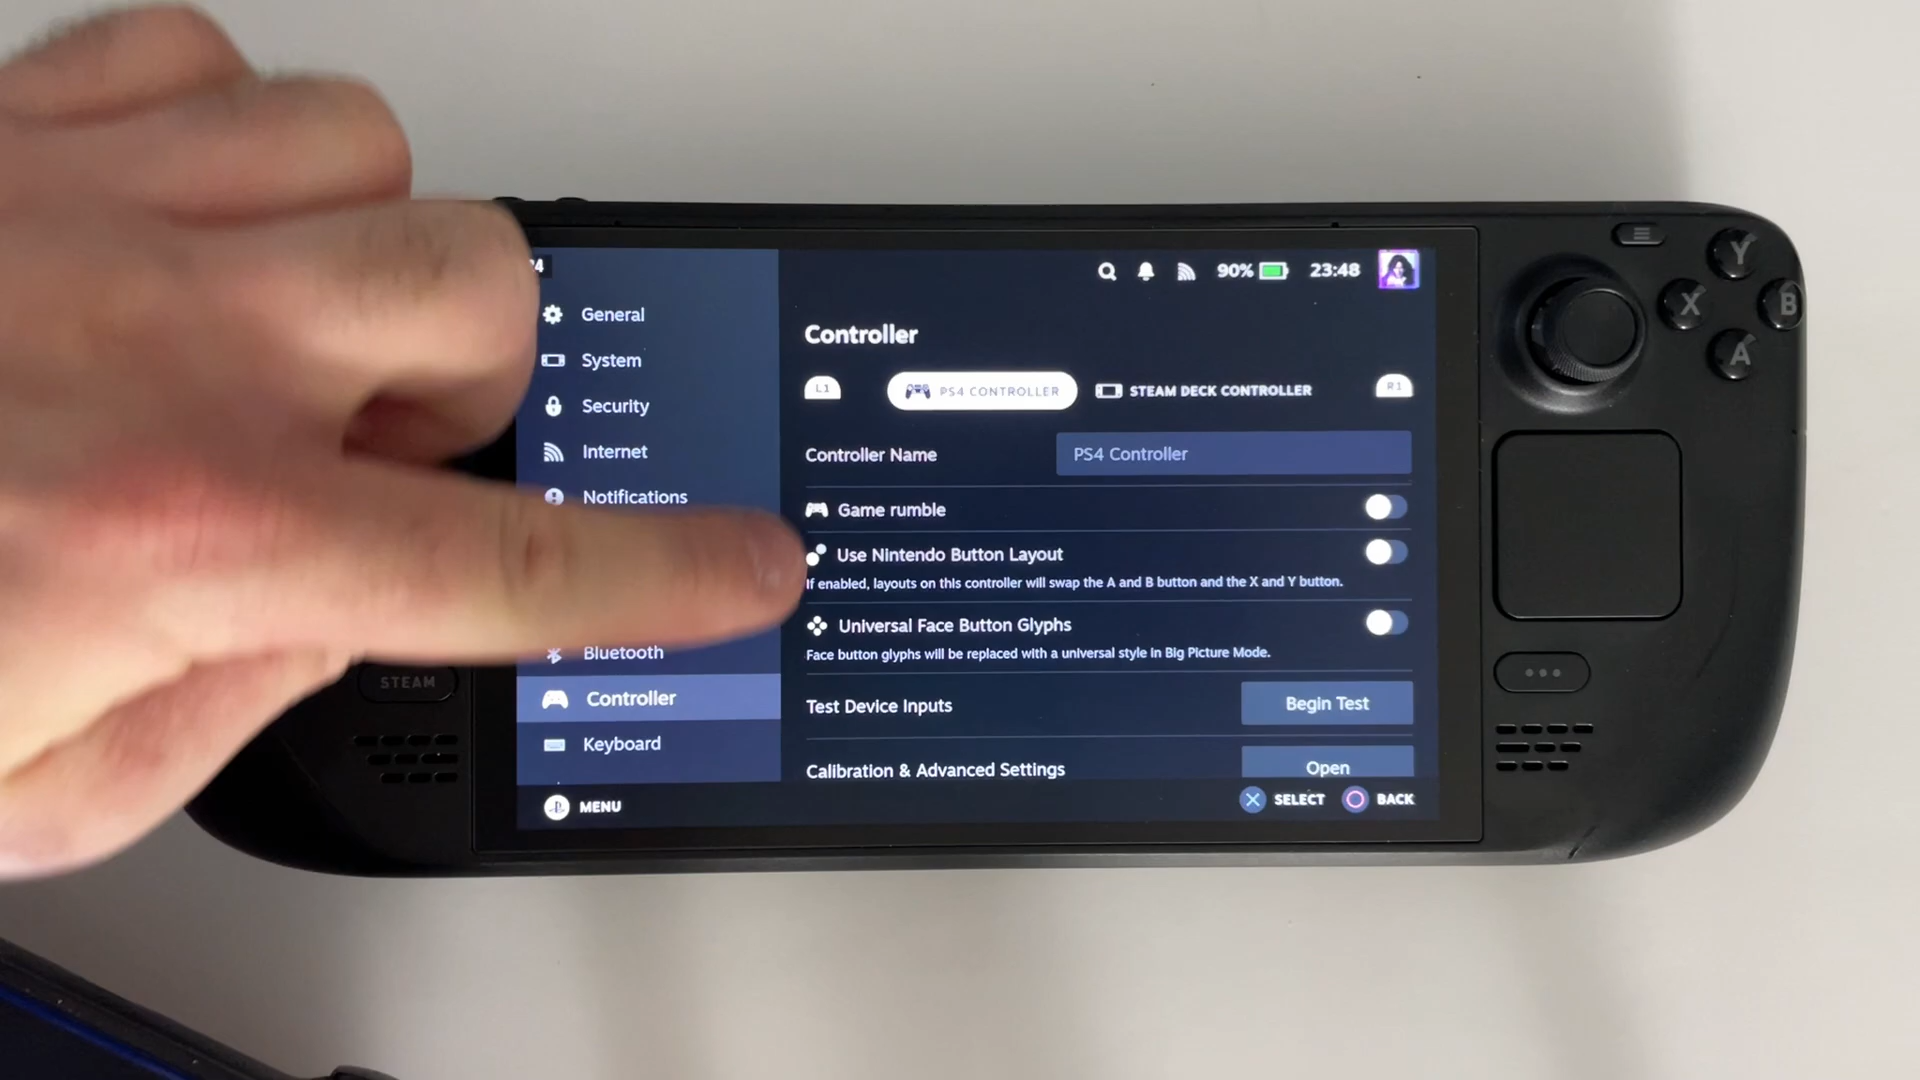 4
90%
23:48
General
System
Security
Internet
Notifications
Bluetooth
Controller
Keyboard
MENU
Controller
L1
PS4 CONTROLLER
STEAM DECK CONTROLLER
R1
Controller Name
PS4 Controller
Game rumble
Use Nintendo Button Layout
If enabled, layouts on this controller will swap the A and B button and the X and Y button.
Universal Face Button Glyphs
Face button glyphs will be replaced with a universal style in Big Picture Mode.
Test Device Inputs
Begin Test
Calibration & Advanced Settings
Open
SELECT
BACK
STEAM
Y
X
B
A